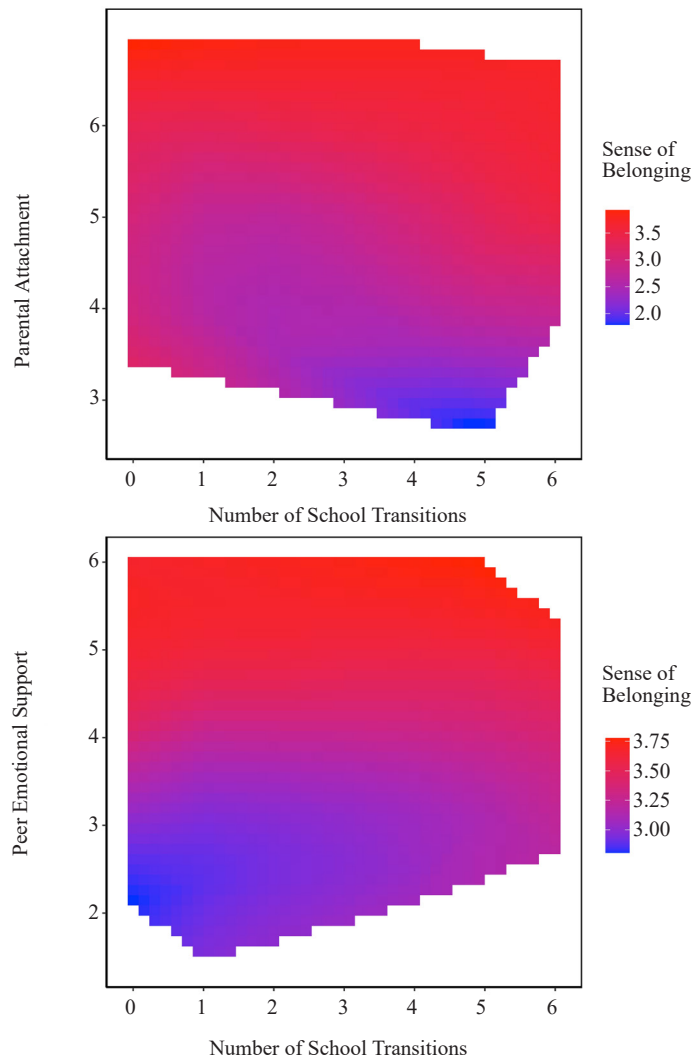 6
5
4
3
Parental Attachment
0 1 2 3 4 5 6
Number of School Transitions
Sense of
Belonging
3.5
3.0
2.5
2.0
6
5
4
3
2
Peer Emotional Support
0 1 2 3 4 5 6
Number of School Transitions
Sense of
Belonging
3.75
3.50
3.25
3.00